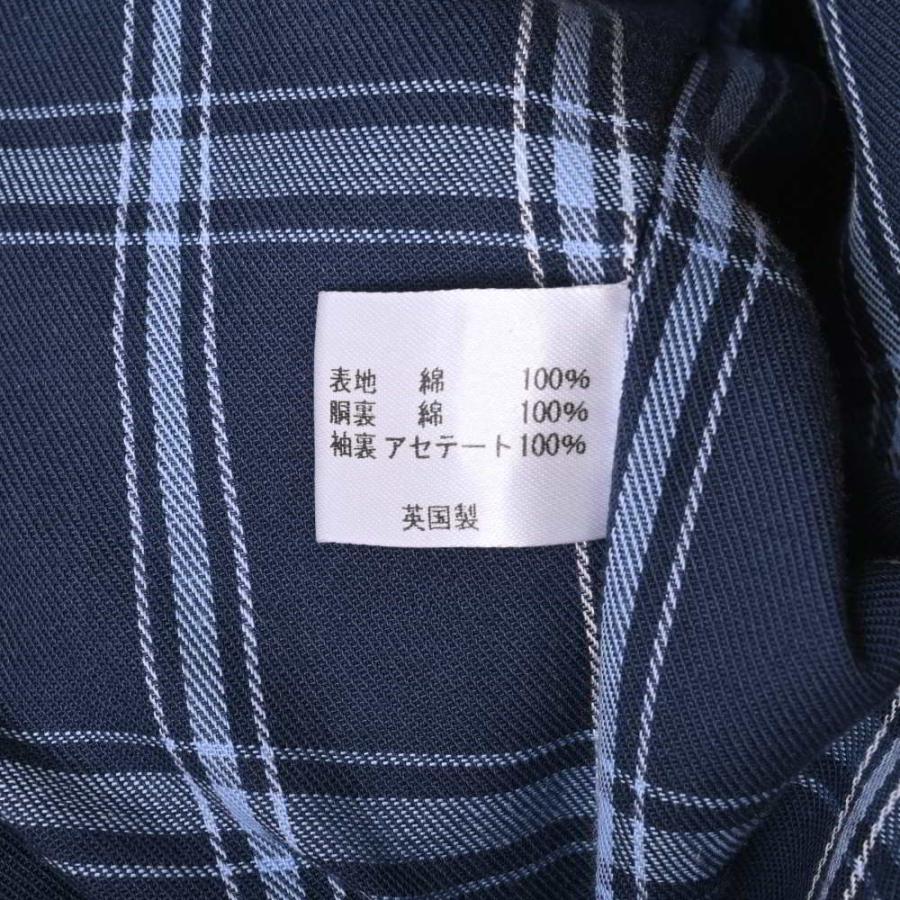 表地 綿 100%
胴裏 綿 100%
袖裏 アセテート 100%
英国製